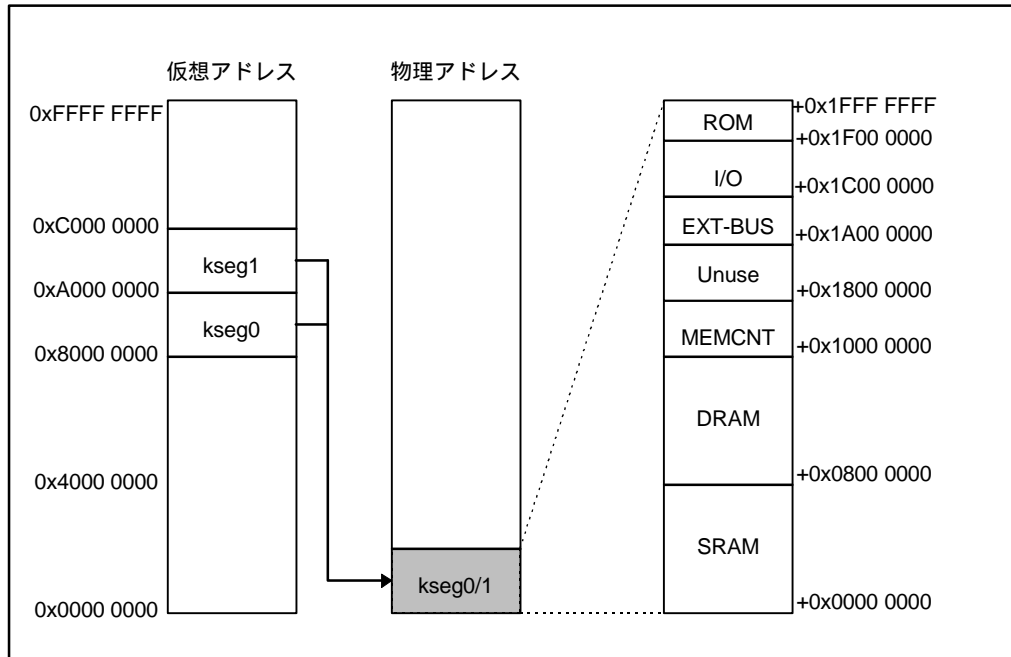 仮想アドレス
物理アドレス
0xFFFF FFFF
0xC000 0000
kseg1
0xA000 0000
kseg0
0x8000 0000
0x4000 0000
0x0000 0000
kseg0/1
ROM
+0x1FFF FFFF
+0x1F00 0000
I/O
+0x1C00 0000
EXT-BUS
+0x1A00 0000
Unuse
+0x1800 0000
MEMCNT
+0x1000 0000
DRAM
+0x0800 0000
SRAM
+0x0000 0000